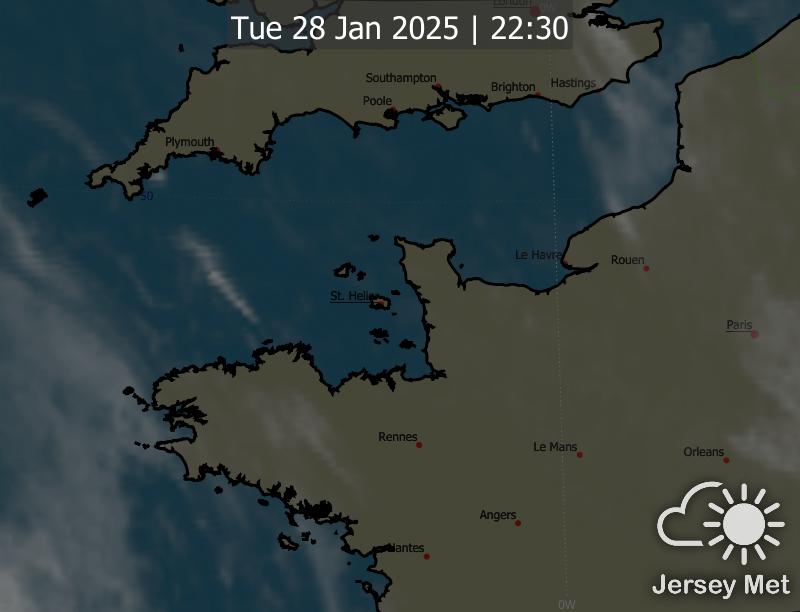 London
0W
Tue 28 Jan 2025 | 22:30
Southampton
Brighton
Hastings
Poole
Plymouth
50
Le Havre
Rouen
St. Helier
Paris
Rennes
Le Mans
Orleans
Angers
Nantes
Jersey Met
0W